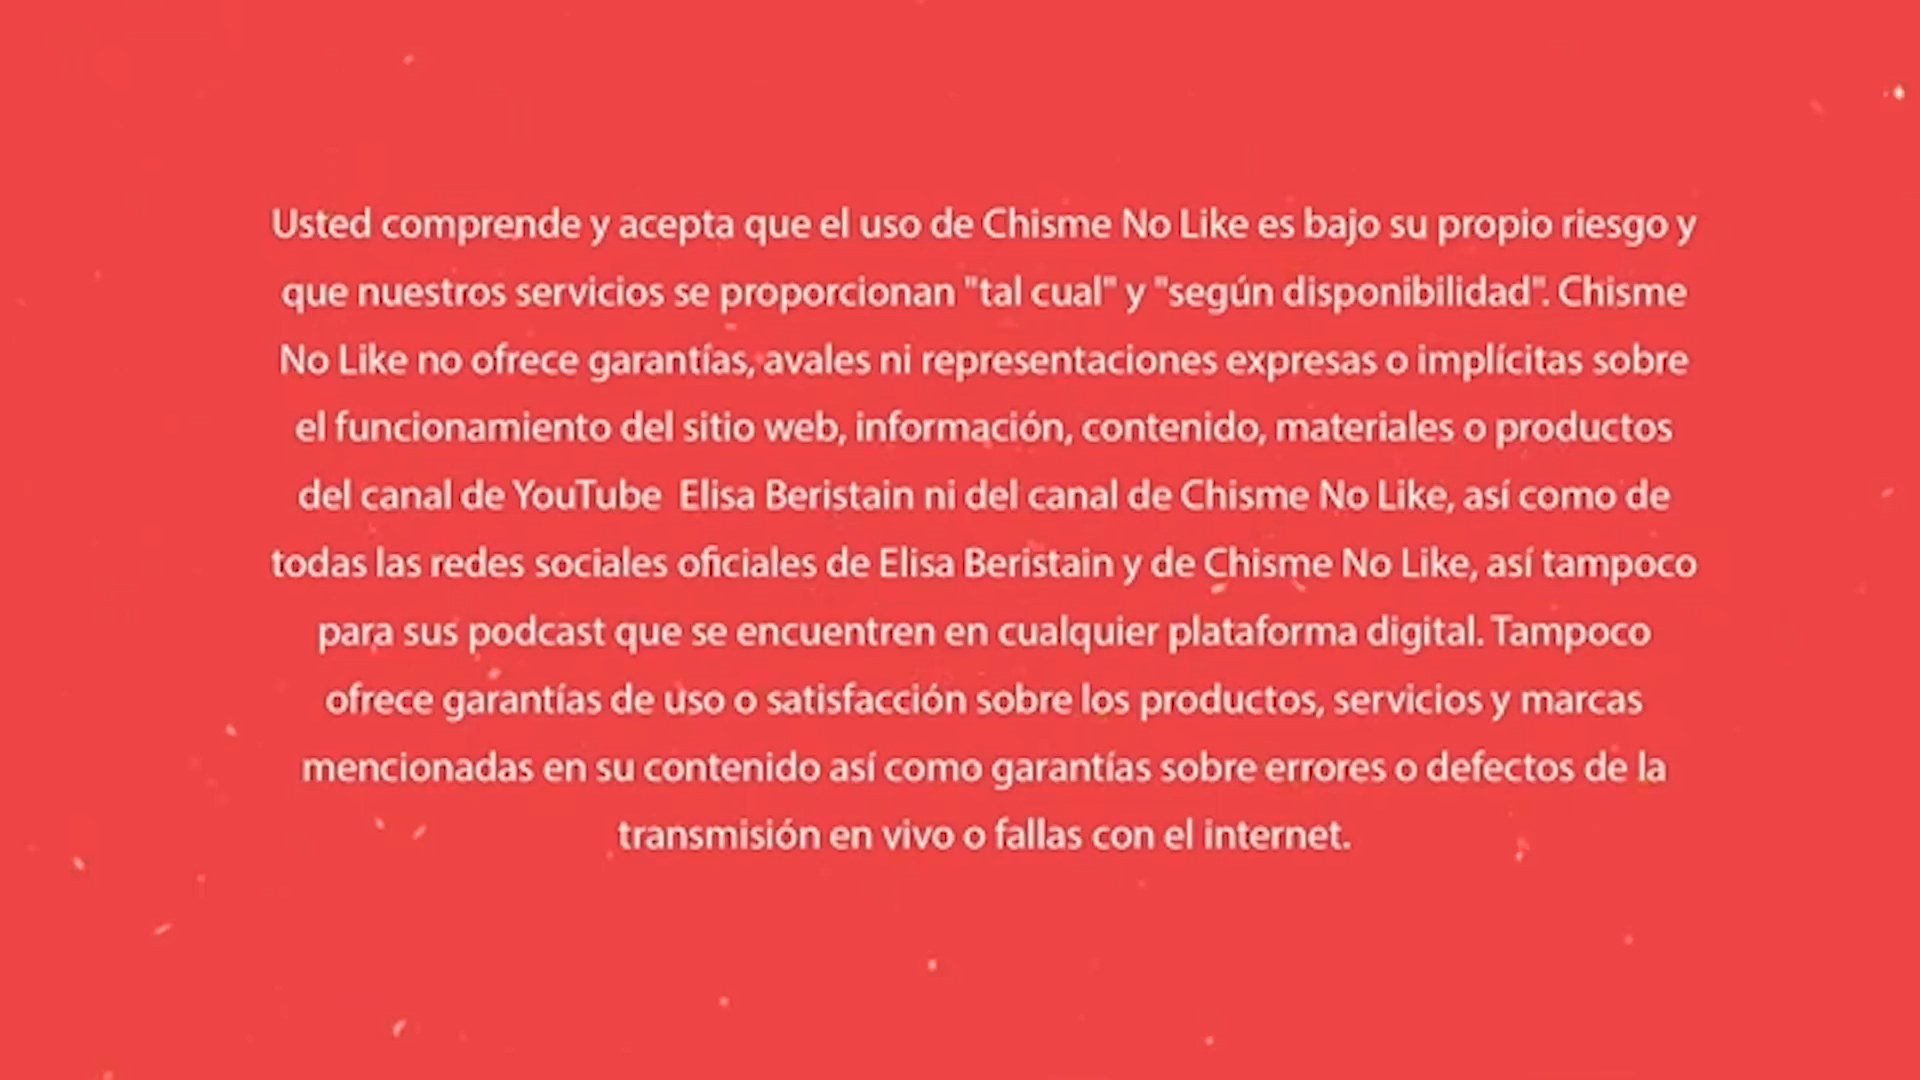 Usted comprende y acepta que el uso de Chisme No Like es bajo su propio riesgo y
que nuestros servicios se proporcionan "tal cual" y "según disponibilidad". Chisme
No Like no ofrece garantías, avales ni representaciones expresas o implícitas sobre
el funcionamiento del sitio web, información, contenido, materiales o productos
del canal de YouTube  Elisa Beristain ni del canal de Chisme No Like, así como de
todas las redes sociales oficiales de Elisa Beristain y de Chisme No Like, así tampoco
para sus podcast que se encuentren en cualquier plataforma digital. Tampoco
ofrece garantías de uso o satisfacción sobre los productos, servicios y marcas
mencionadas en su contenido así como garantías sobre errores o defectos de la
transmisión en vivo o fallas con el internet.